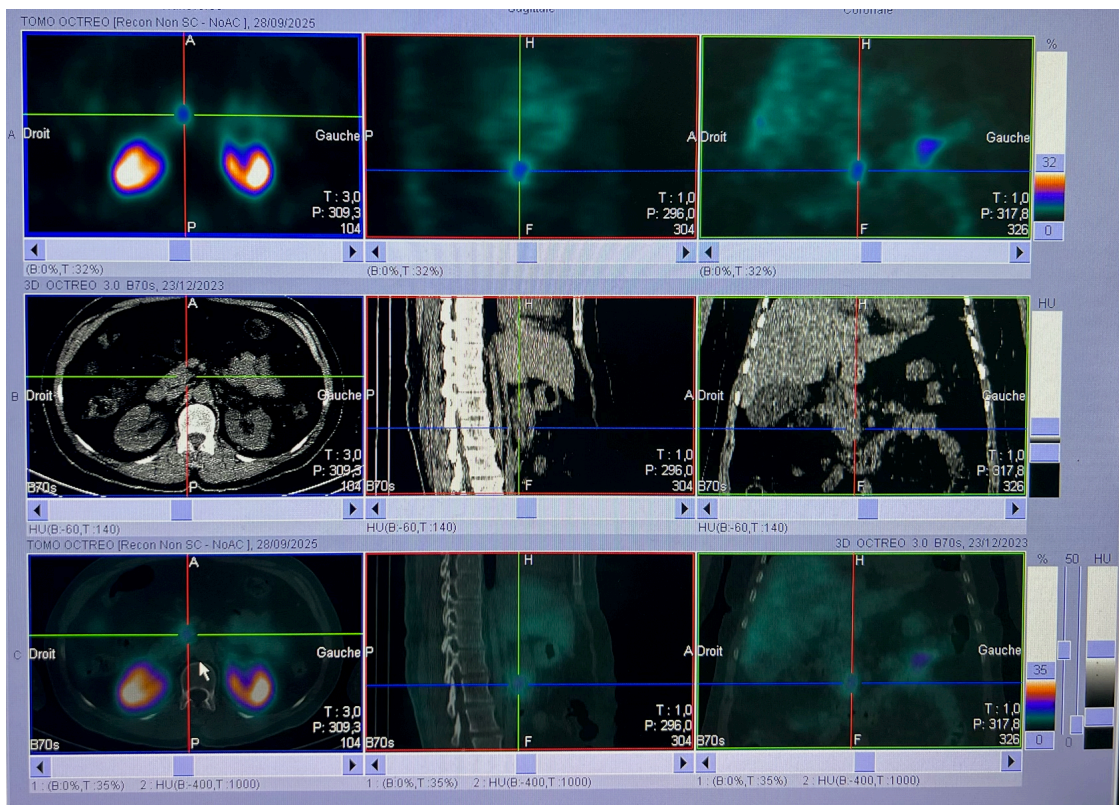 Sagittale
Coronale
TOMO OCTREO [Recon Non SC - NoAC ], 28/09/2025
A
Droit
Gauche
P
T : 3,0
P: 309,3
104
H
P
A
F
T : 1,0
P: 296,0
304
H
Droit
Gauche
F
T : 1,0
P: 317,8
326
%
32
0
A
(B:0%,T :32%)
(B:0%,T :32%)
(B:0%,T :32%)
3D OCTREO 3.0 B70s, 23/12/2023
HU
B
A
Droit
Gauche
B70s
P
T : 3,0
P: 309,3
104
H
P
A
B70s
F
T : 1,0
P: 296,0
304
H
Droit
Gauche
B70s
F
T : 1,0
P: 317,8
326
HU(B:-60,T :140)
HU(B:-60,T :140)
HU(B:-60,T :140)
TOMO OCTREO [Recon Non SC - NoAC ], 28/09/2025
3D OCTREO 3.0 B70s, 23/12/2023
% 50 HU
C
A
Droit
Gauche
B70s
P
T : 3,0
P: 309,3
104
H
P
A
B70s
F
T : 1,0
P: 296,0
304
H
Droit
Gauche
B70s
F
T : 1,0
P: 317,8
326
35
0
0
1 : (B:0%,T :35%) 2 : HU(B:-400,T :1000)
1 : (B:0%,T :35%) 2 : HU(B:-400,T :1000)
1 : (B:0%,T :35%) 2 : HU(B:-400,T :1000)